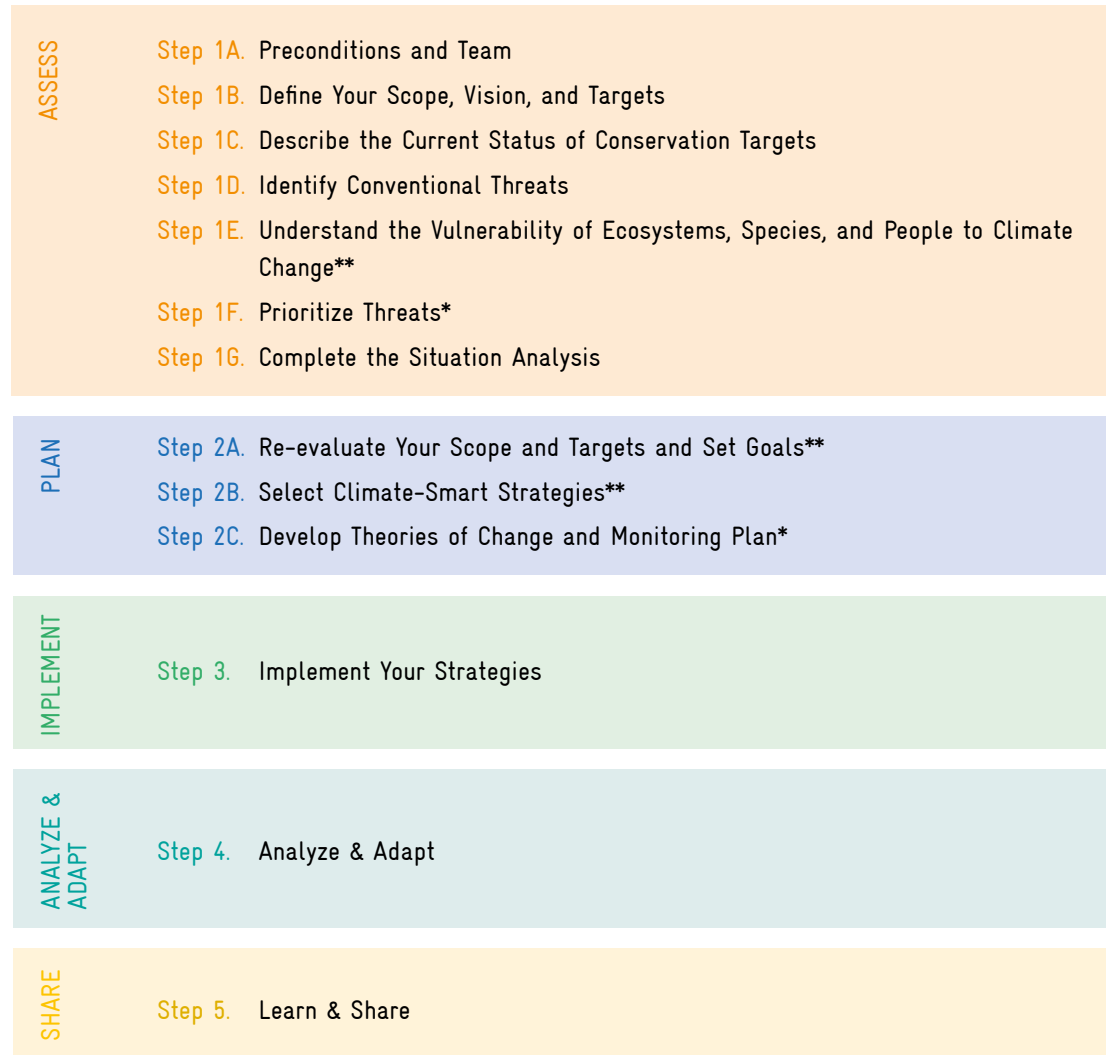 ASSESS
Step 1A. Preconditions and Team
Step 1B. Define Your Scope, Vision, and Targets
Step 1C. Describe the Current Status of Conservation Targets
Step 1D. Identify Conventional Threats
Step 1E. Understand the Vulnerability of Ecosystems, Species, and People to Climate
Change**
Step 1F. Prioritize Threats*
Step 1G. Complete the Situation Analysis
PLAN
Step 2A. Re-evaluate Your Scope and Targets and Set Goals**
Step 2B. Select Climate-Smart Strategies**
Step 2C. Develop Theories of Change and Monitoring Plan*
IMPLEMENT
Step 3. Implement Your Strategies
ANALYZE &
ADAPT
Step 4. Analyze & Adapt
SHARE
Step 5. Learn & Share